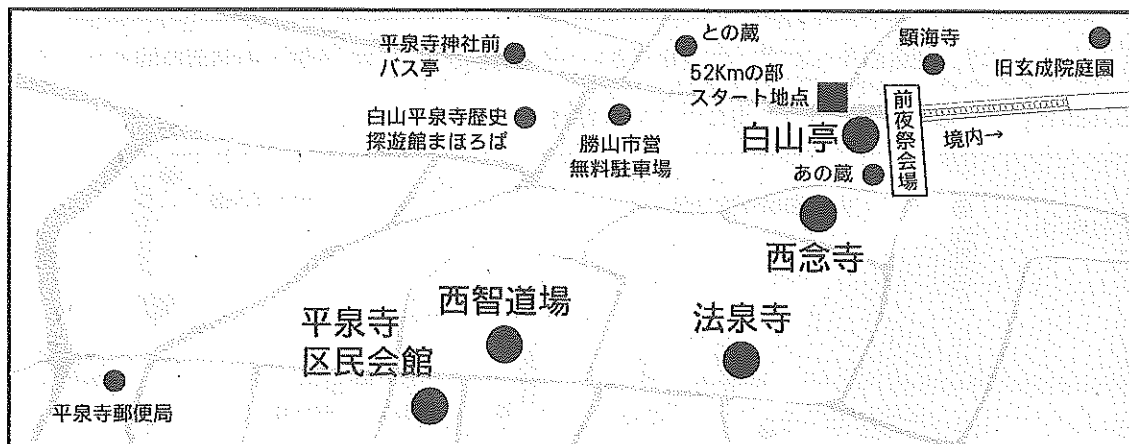 平泉寺神社前
バス亭
との蔵
52Kmの部
スタート地点
顕海寺
旧玄成院庭園
白山平泉寺歴史
探遊館まほろば
勝山市営
無料駐車場
白山亭
あの蔵
前夜祭会場
境内→
西念寺
西智道場
法泉寺
平泉寺
区民会館
平泉寺郵便局